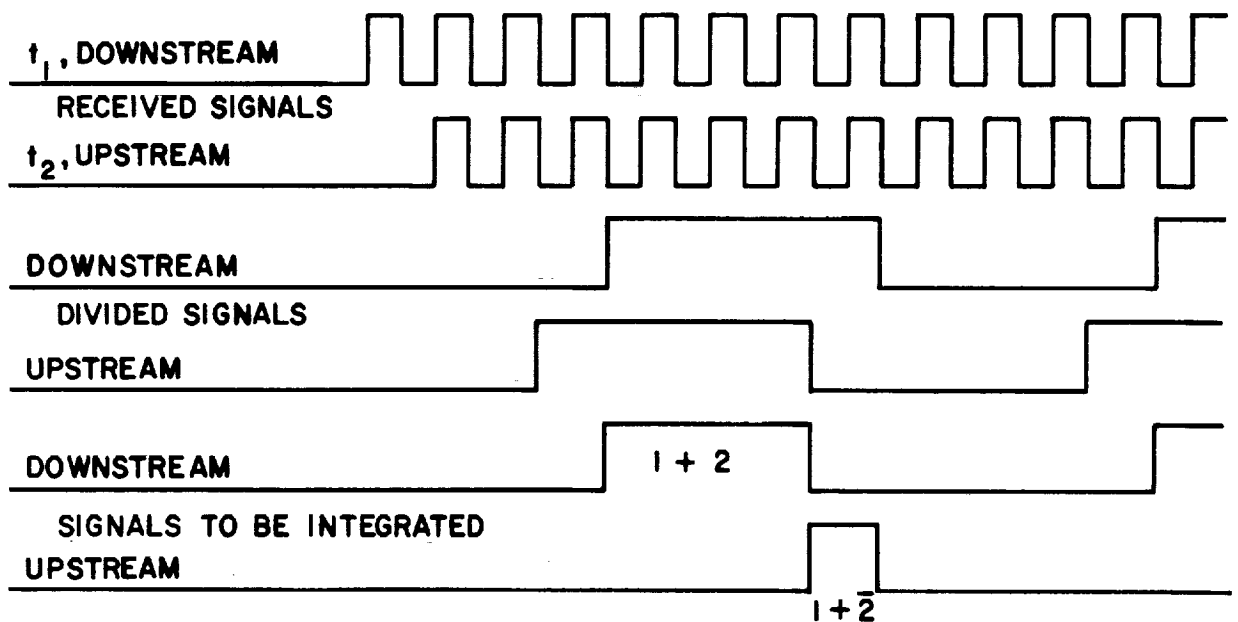 t₁, DOWNSTREAM
RECEIVED SIGNALS
t₂, UPSTREAM
DOWNSTREAM
DIVIDED SIGNALS
UPSTREAM
DOWNSTREAM
1 + 2
SIGNALS TO BE INTEGRATED
UPSTREAM
1 + 2̄